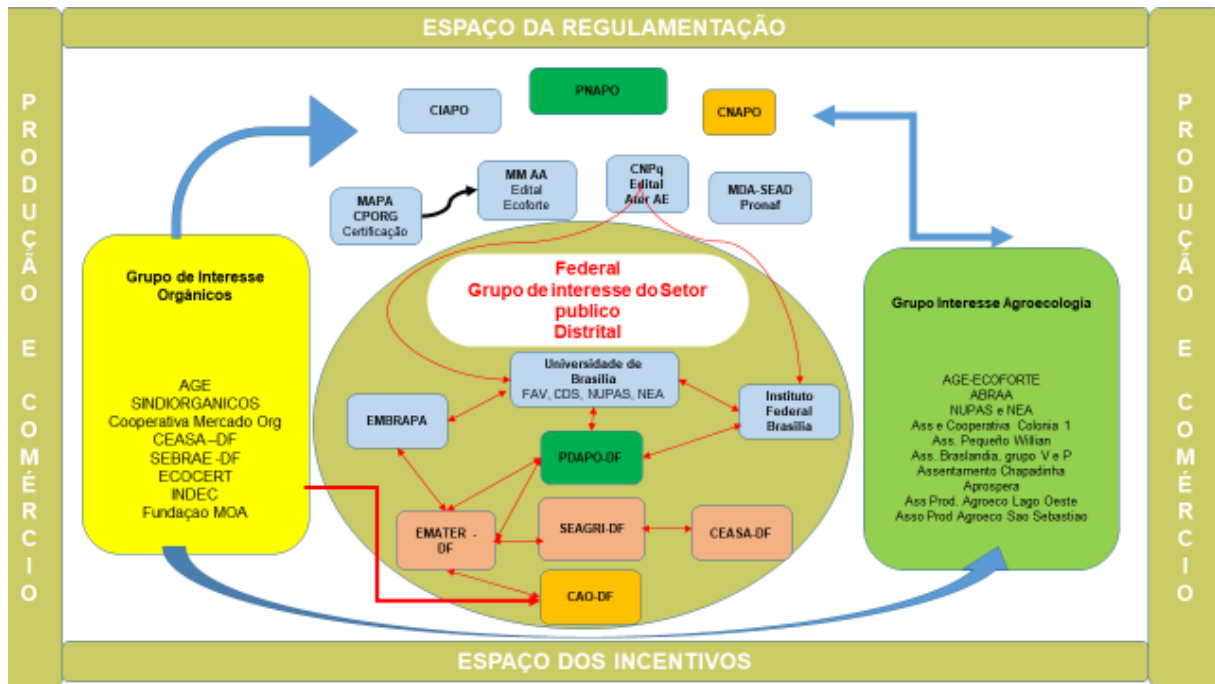 ESPAÇO DA REGULAMENTAÇÃO
PRODUÇÃO E COMÉRCIO
PNAPO
CIAPO
CNAPO
MAPA
CPORG
Certificação
MM AA
Edital
Ecoforte
CNPq
Edital
Ater AE
MDA-SEAD
Pronaf
Grupo de Interesse
Orgânicos
AGE
SINDIORGANICOS
Cooperativa Mercado Org
CEASA–DF
SEBRAE -DF
ECOCERT
INDEC
Fundaçao MOA
Federal
Grupo de interesse do Setor
publico
Distrital
Universidade de
Brasilia
FAV, CDS, NUPAS, NEA
EMBRAPA
Instituto
Federal
Brasilia
PDAPO-DF
EMATER -
DF
SEAGRI-DF
CEASA-DF
CAO-DF
Grupo Interesse Agroecologia
AGE-ECOFORTE
ABRAA
NUPAS e NEA
Ass e Cooperativa Colonia 1
Ass. Pequeño Willian
Ass. Braslandia, grupo V e P
Assentamento Chapadinha
Aprospera
Ass Prod. Agroeco Lago Oeste
Asso Prod Agroeco Sao Sebastiao
PRODUÇÃO E COMÉRCIO
ESPAÇO DOS INCENTIVOS